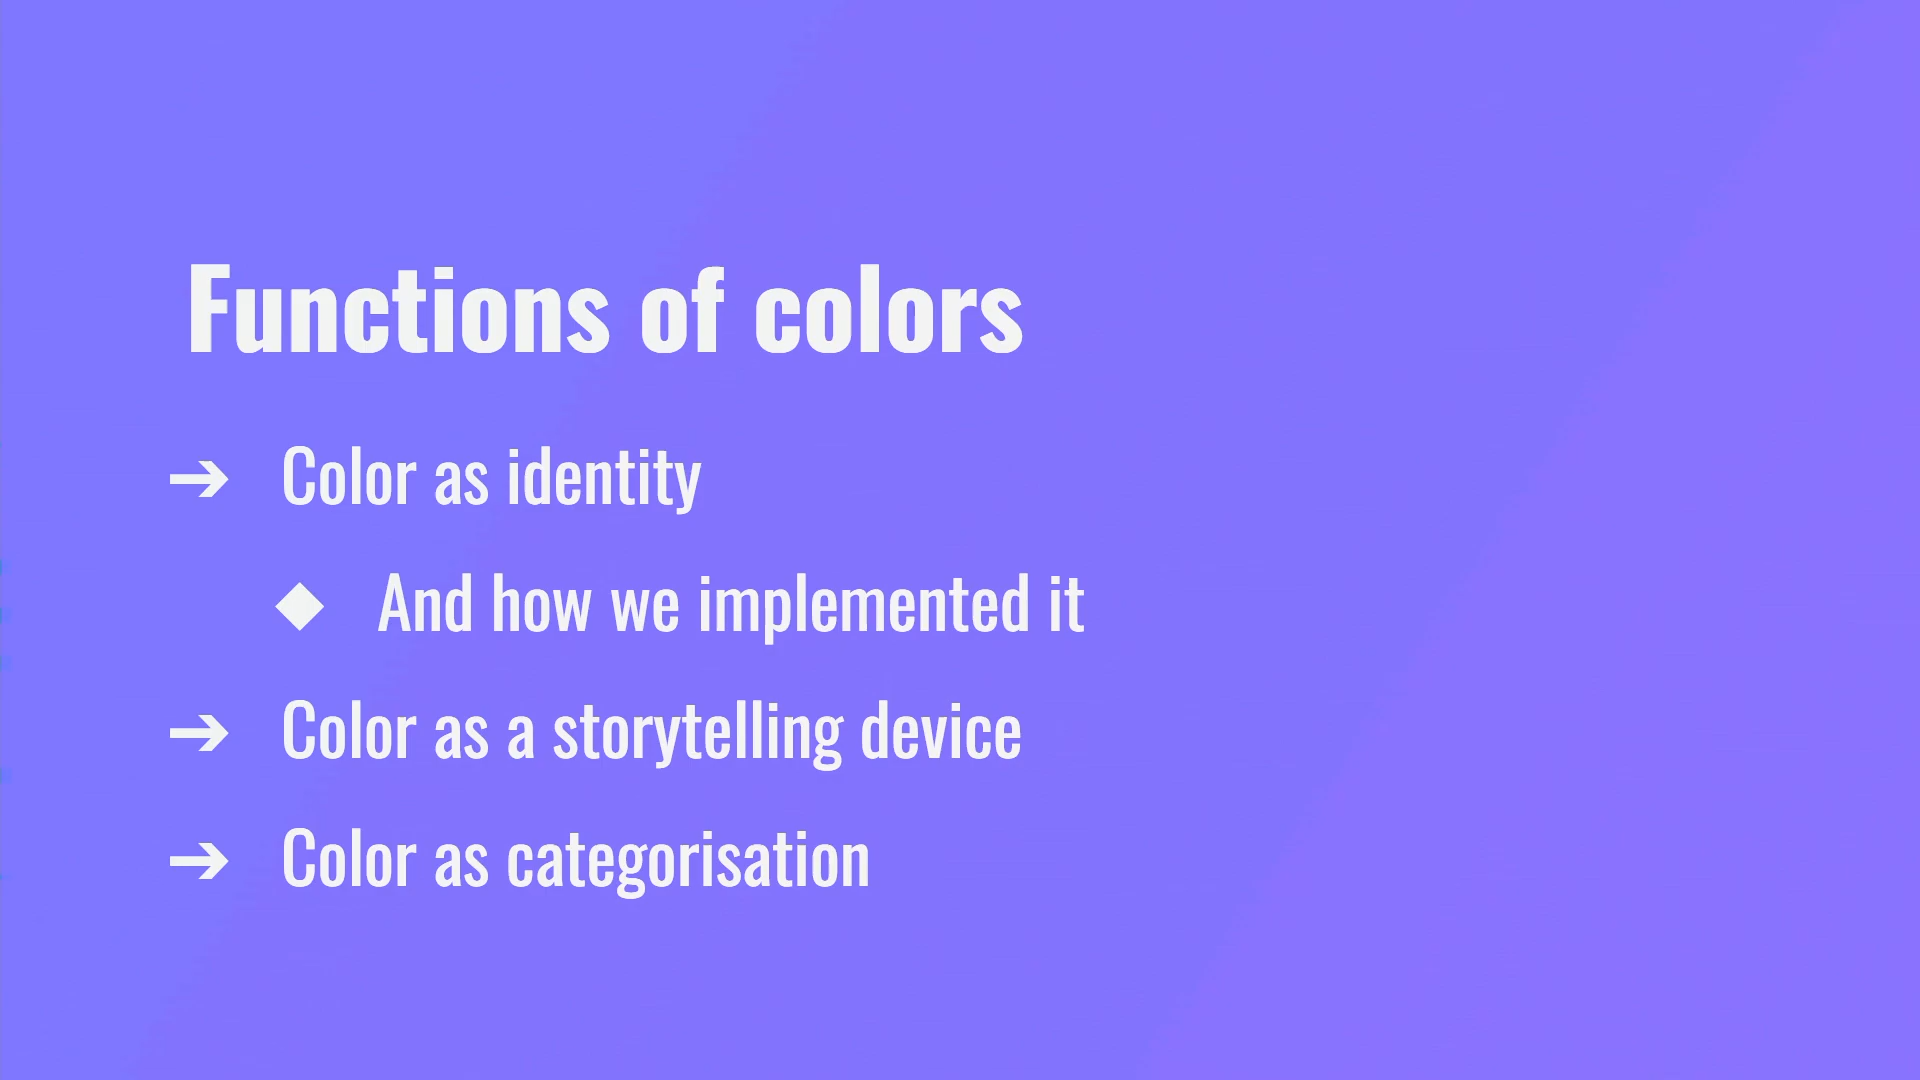 Functions of colors
➔ Color as identity
◆ And how we implemented it
➔ Color as a storytelling device
➔ Color as categorisation